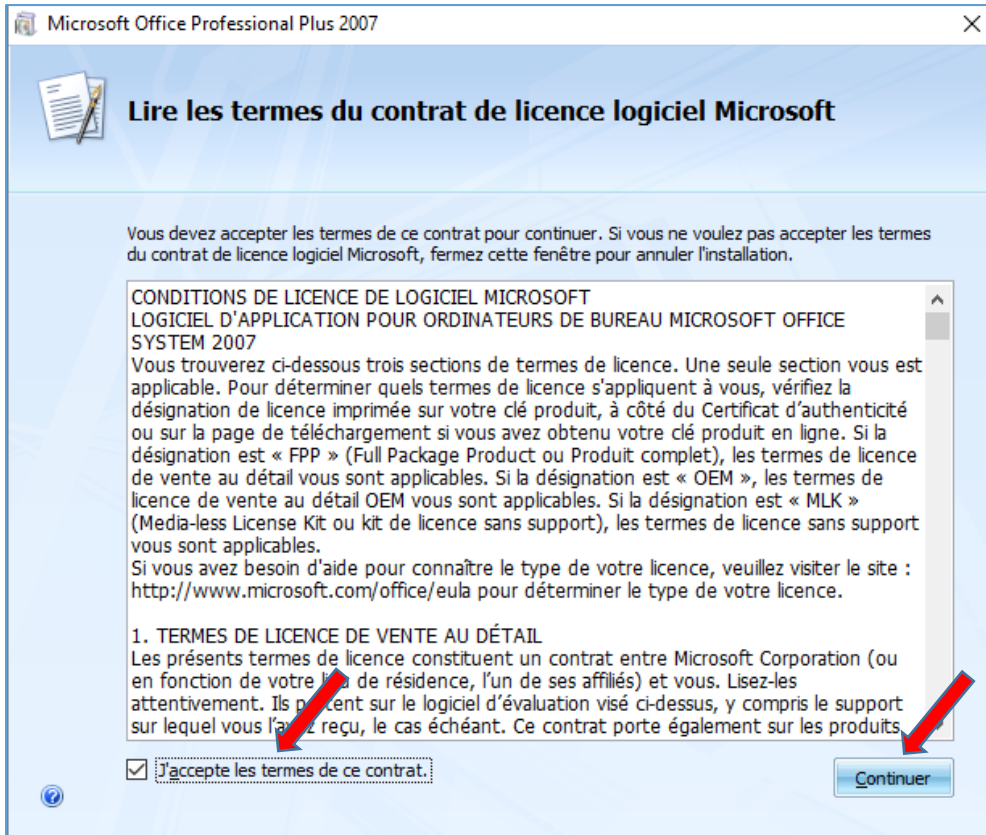 Microsoft Office Professional Plus 2007
Lire les termes du contrat de licence logiciel Microsoft
Vous devez accepter les termes de ce contrat pour continuer. Si vous ne voulez pas accepter les termes
du contrat de licence logiciel Microsoft, fermez cette fenêtre pour annuler l'installation.
CONDITIONS DE LICENCE DE LOGICIEL MICROSOFT
LOGICIEL D'APPLICATION POUR ORDINATEURS DE BUREAU MICROSOFT OFFICE
SYSTEM 2007
Vous trouverez ci-dessous trois sections de termes de licence. Une seule section vous est
applicable. Pour déterminer quels termes de licence s'appliquent à vous, vérifiez la
désignation de licence imprimée sur votre clé produit, à côté du Certificat d’authenticité
ou sur la page de téléchargement si vous avez obtenu votre clé produit en ligne. Si la
désignation est « FPP » (Full Package Product ou Produit complet), les termes de licence
de vente au détail vous sont applicables. Si la désignation est « OEM », les termes de
licence de vente au détail OEM vous sont applicables. Si la désignation est « MLK »
(Media-less License Kit ou kit de licence sans support), les termes de licence sans support
vous sont applicables.
Si vous avez besoin d'aide pour connaître le type de votre licence, veuillez visiter le site :
http://www.microsoft.com/office/eula pour déterminer le type de votre licence.
1. TERMES DE LICENCE DE VENTE AU DÉTAIL
Les présents termes de licence constituent un contrat entre Microsoft Corporation (ou
en fonction de votre de résidence, l’un de ses affiliés) et vous. Lisez-les
attentivement. Ils sur le logiciel d’évaluation visé ci-dessus, y compris le support
sur lequel vous reçu, le cas échéant. Ce contrat porte également sur les produits
J'accepte les termes de ce contrat.
Continuer